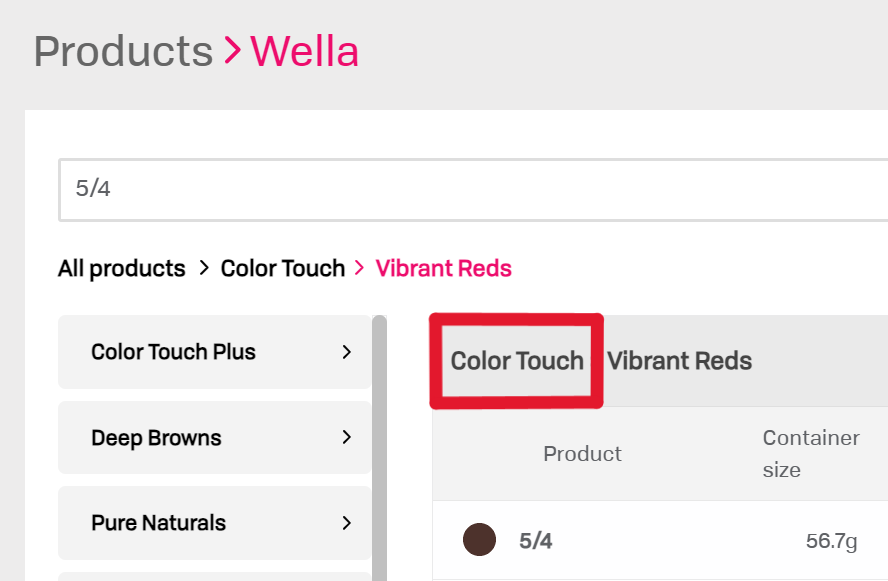 Products > Wella
5/4
All products > Color Touch > Vibrant Reds
Color Touch Plus >
Color Touch Vibrant Reds
Deep Browns >
Product
Container
size
Pure Naturals >
5/4
56.7g